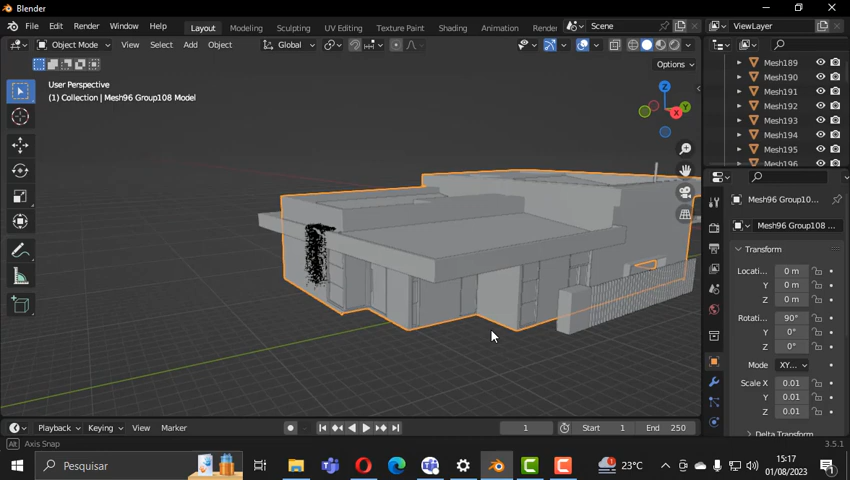 Blender
File Edit Render Window Help
Layout Modeling Sculpting UV Editing Texture Paint Shading Animation Render
Scene
ViewLayer
Object Mode View Select Add Object
Global
Options
User Perspective
(1) Collection | Mesh96 Group108 Model
X
Y
Z
Mesh189
Mesh190
Mesh191
Mesh192
Mesh193
Mesh194
Mesh195
Mesh196
Mesh96 Group10...
Mesh96 Group108 ...
Transform
Locati... 0 m
Y 0 m
Z 0 m
Rotati... 90°
Y 0°
Z 0°
Mode XY...
Scale X 0.01
Y 0.01
Z 0.01
Delta Transform
Playback Keying View Marker
1
Start 1
End 250
Alt Axis Snap
3.5.1
Pesquisar
23°C
15:17
01/08/2023